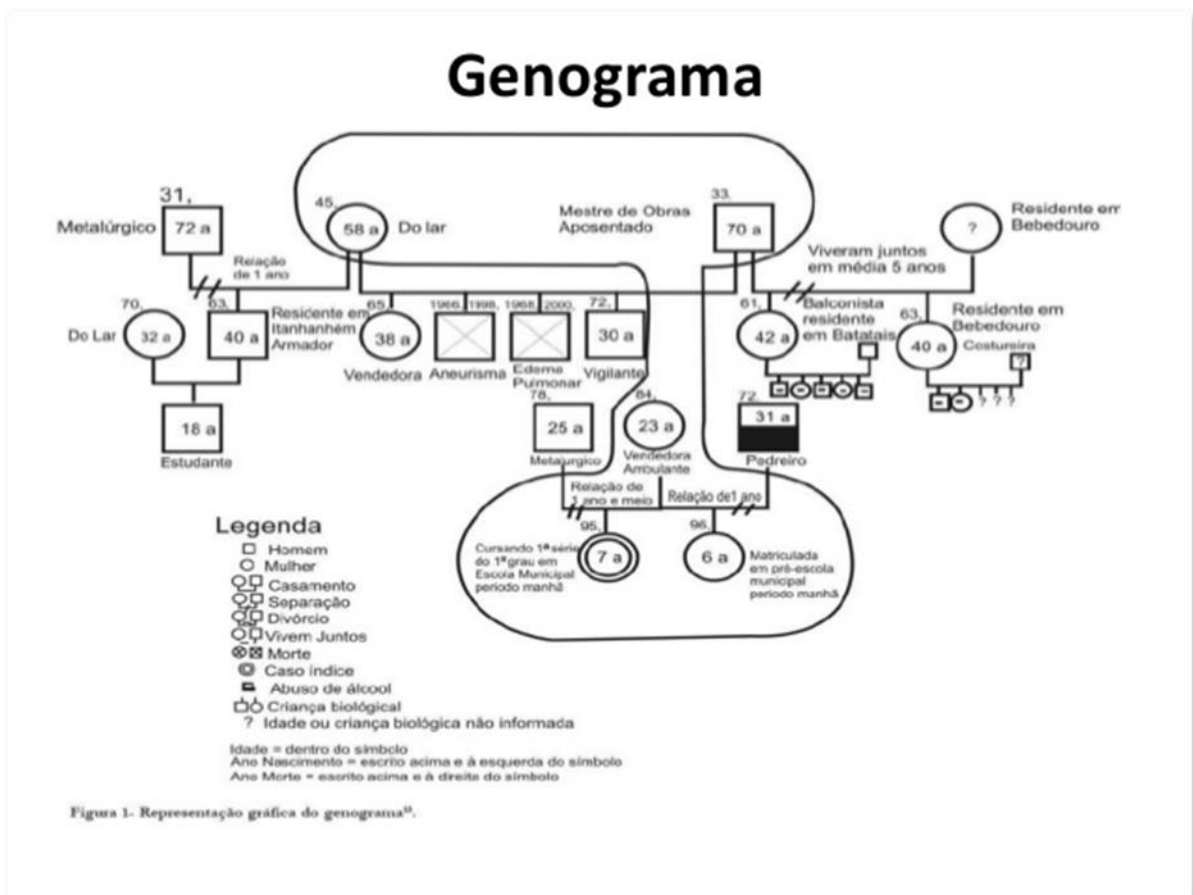 Genograma
31,
Metalúrgico
72 a
45,
58 a
Do lar
Mestre de Obras
Aposentado
33,
70 a
?
Residente em
Bebedouro
Relação
de 1 ano
Viveram juntos
em média 5 anos
70,
Do Lar
32 a
63,
40 a
Residente em
Itanhanhém
Armador
65,
38 a
Vendedora
1966, 1998,
Aneurisma
1968, 2000,
Edema
Pulmonar
72,
30 a
Vigilante
61,
42 a
Balconista
residente
em Batatais
63,
40 a
Residente em
Bebedouro
Costureira
?
? ? ?
18 a
Estudante
78,
25 a
Metalurgico
84,
23 a
Vendedora
Ambulante
72,
31 a
Pedreiro
Relação de
1 ano e meio
Relação de1 ano
95,
7 a
Cursando 1ª série
do 1ª grau em
Escola Municipal
período manhã
96,
6 a
Matriculada
em pré-escola
municipal
período manhã
Legenda
Homem
Mulher
Casamento
Separação
Divórcio
Vivem Juntos
Morte
Caso índice
Abuso de álcool
Criança biológical
? Idade ou criança biológica não informada
Idade = dentro do símbolo
Ano Nascimento = escrito acima e à esquerda do símbolo
Ano Morte = escrito acima e à direite do símbolo
Figura 1- Representação gráfica do genograma